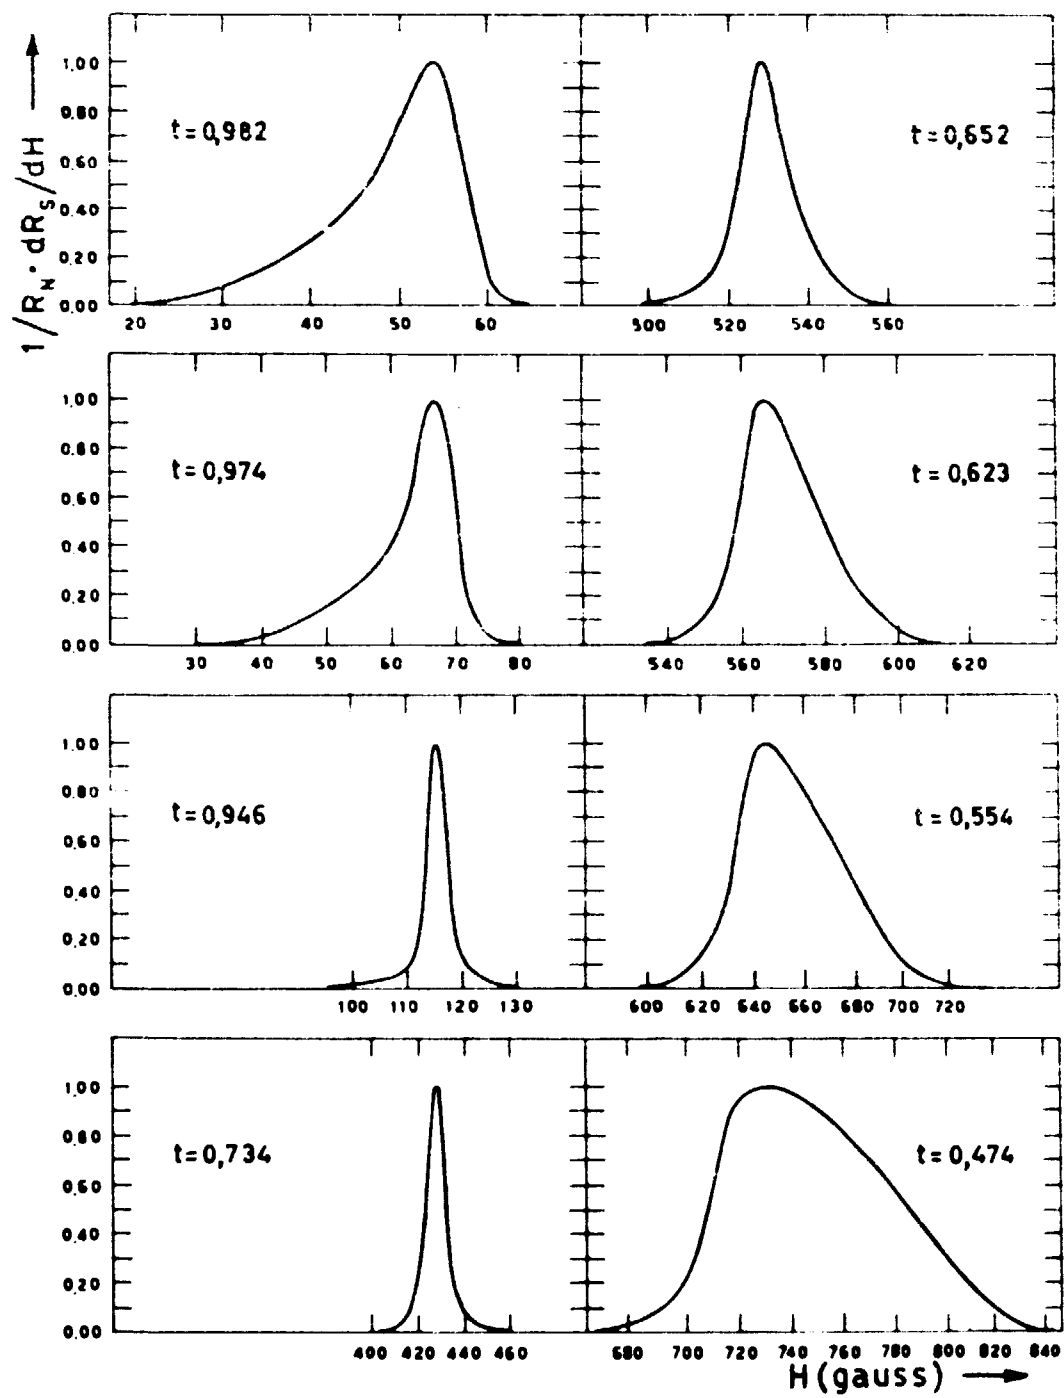 1/R_N · dR_S/dH
1,00
0.80
0,60
0.40
0.20
0.00
t=0,982
20 30 40 50 60
t=0,652
500 520 540 560
1.00
0.80
0.60
0.40
0.20
0.00
t=0,974
30 40 50 60 70 80
t=0,623
540 560 580 600 620
1.00
0.80
0.60
0.40
0.20
0.00
t=0,946
100 110 120 130
t=0,554
600 620 640 660 680 700 720
1.00
0.80
0.60
0.40
0.20
0.00
t=0,734
400 420 440 460
t=0,474
680 700 720 740 760 780 800 820 840
H(gauss)